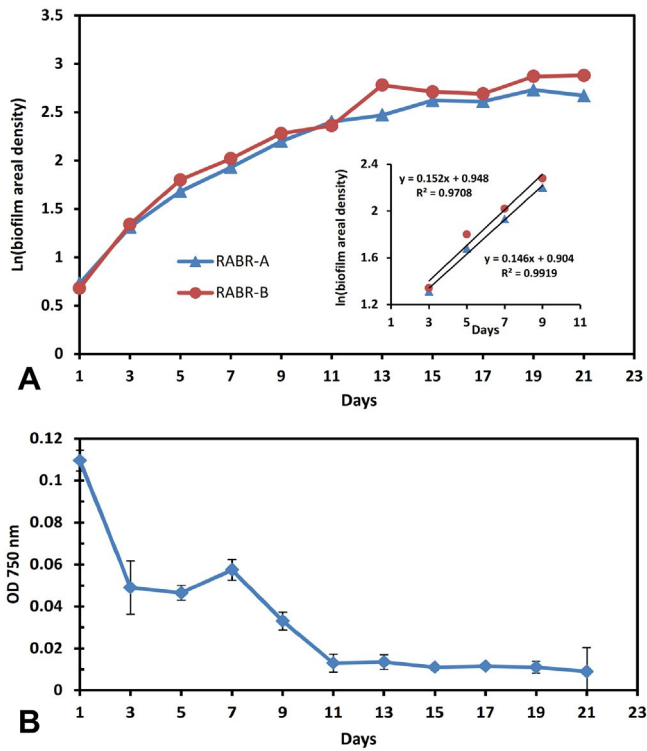 3.5
3
2.5
2
1.5
1
0.5
0
Ln(biofilm areal density)
RABR-A
RABR-B
2.4
2
1.6
1.2
ln(biofilm areal density)
y = 0.152x + 0.948
R² = 0.9708
y = 0.146x + 0.904
R² = 0.9919
1 3 5 7 9 11
Days
1 3 5 7 9 11 13 15 17 19 21 23
Days
A
0.12
0.1
0.08
0.06
0.04
0.02
0
OD 750 nm
1 3 5 7 9 11 13 15 17 19 21 23
Days
B